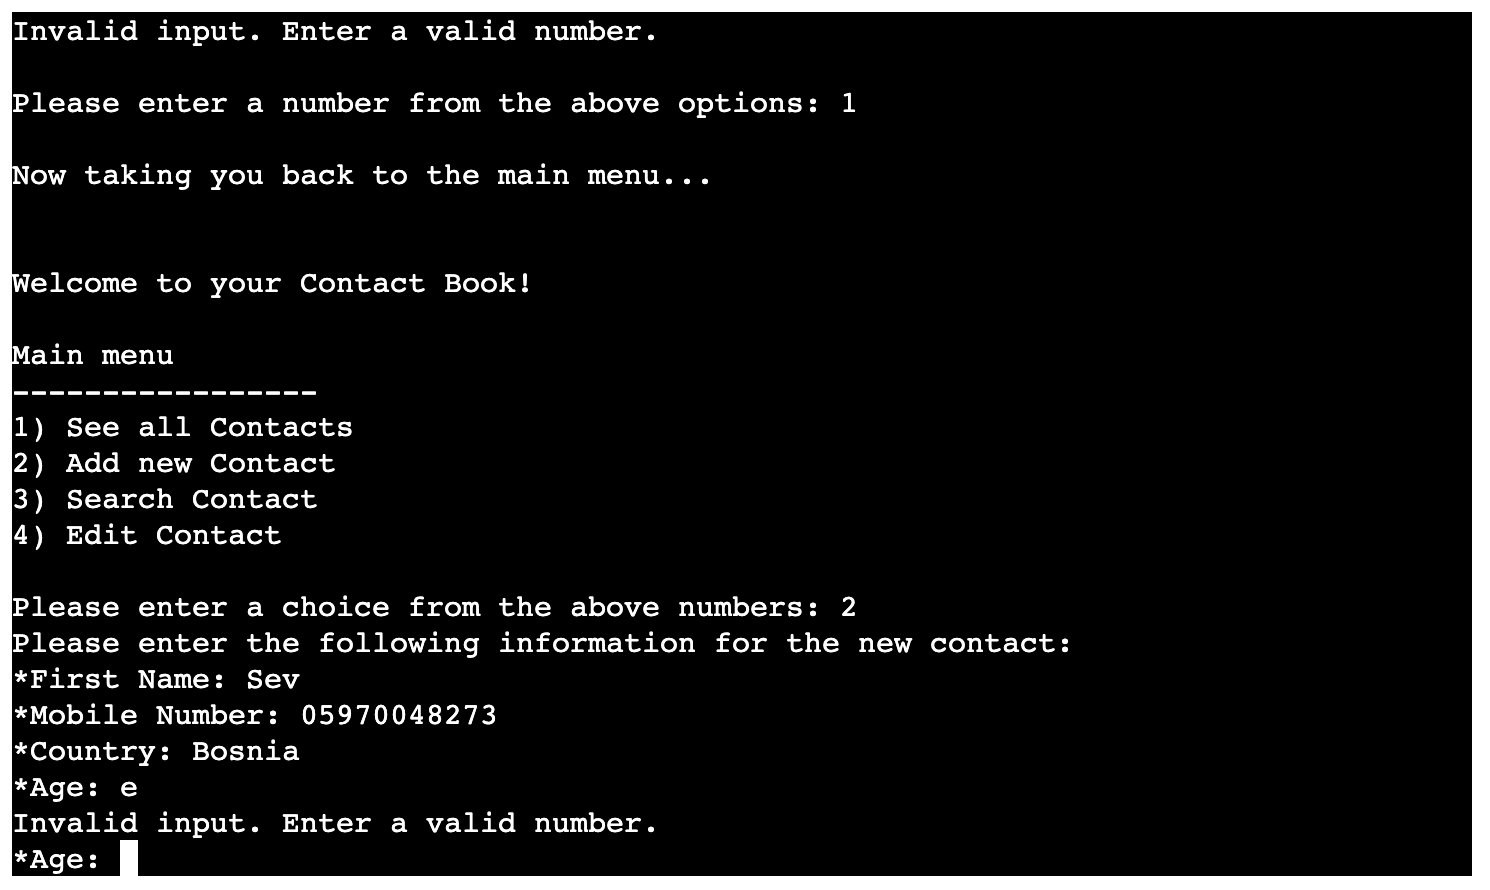 Invalid input. Enter a valid number.
Please enter a number from the above options: 1
Now taking you back to the main menu...
Welcome to your Contact Book!
Main menu
-----------------
1) See all Contacts
2) Add new Contact
3) Search Contact
4) Edit Contact
Please enter a choice from the above numbers: 2
Please enter the following information for the new contact:
*First Name: Sev
*Mobile Number: 05970048273
*Country: Bosnia
*Age: e
Invalid input. Enter a valid number.
*Age: